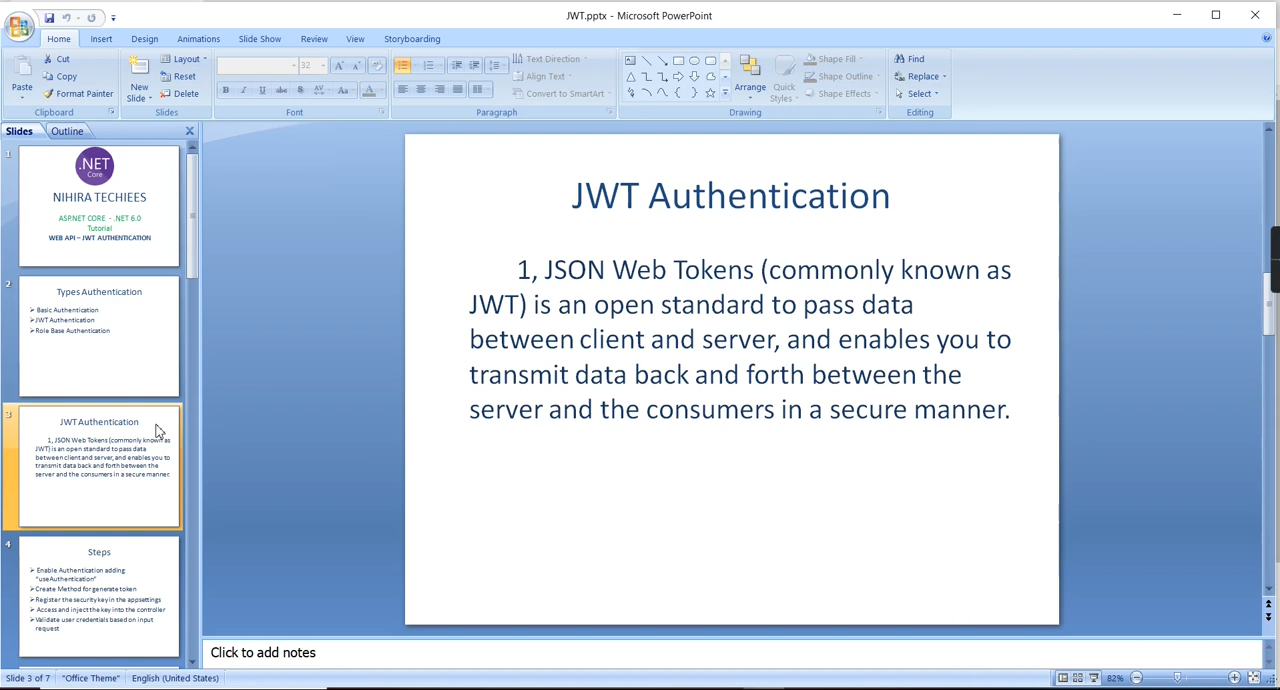 JWT.pptx - Microsoft PowerPoint
Home Insert Design Animations Slide Show Review View Storyboarding
Paste
Cut
Copy
Format Painter
Clipboard
New
Slide
Layout
Reset
Delete
Slides
32
Font
Text Direction
Align Text
Convert to SmartArt
Paragraph
Arrange
Quick
Styles
Shape Fill
Shape Outline
Shape Effects
Drawing
Find
Replace
Select
Editing
Slides Outline
1
.NET
Core
NIHIRA TECHIEES
ASP.NET CORE - .NET 6.0
Tutorial
WEB API – JWT AUTHENTICATION
2
Types Authentication
➢ Basic Authentication
➢ JWT Authentication
➢ Role Base Authentication
3
JWT Authentication
1, JSON Web Tokens (commonly known as
JWT) is an open standard to pass data
between client and server, and enables you to
transmit data back and forth between the
server and the consumers in a secure manner.
4
Steps
➢ Enable Authentication adding
"useAuthentication"
➢ Create Method for generate token
➢ Register the security key in the appsettings
➢ Access and inject the key into the controller
➢ Validate user credentials based on input
request
JWT Authentication
1, JSON Web Tokens (commonly known as
JWT) is an open standard to pass data
between client and server, and enables you to
transmit data back and forth between the
server and the consumers in a secure manner.
Click to add notes
Slide 3 of 7 "Office Theme" English (United States) 82%